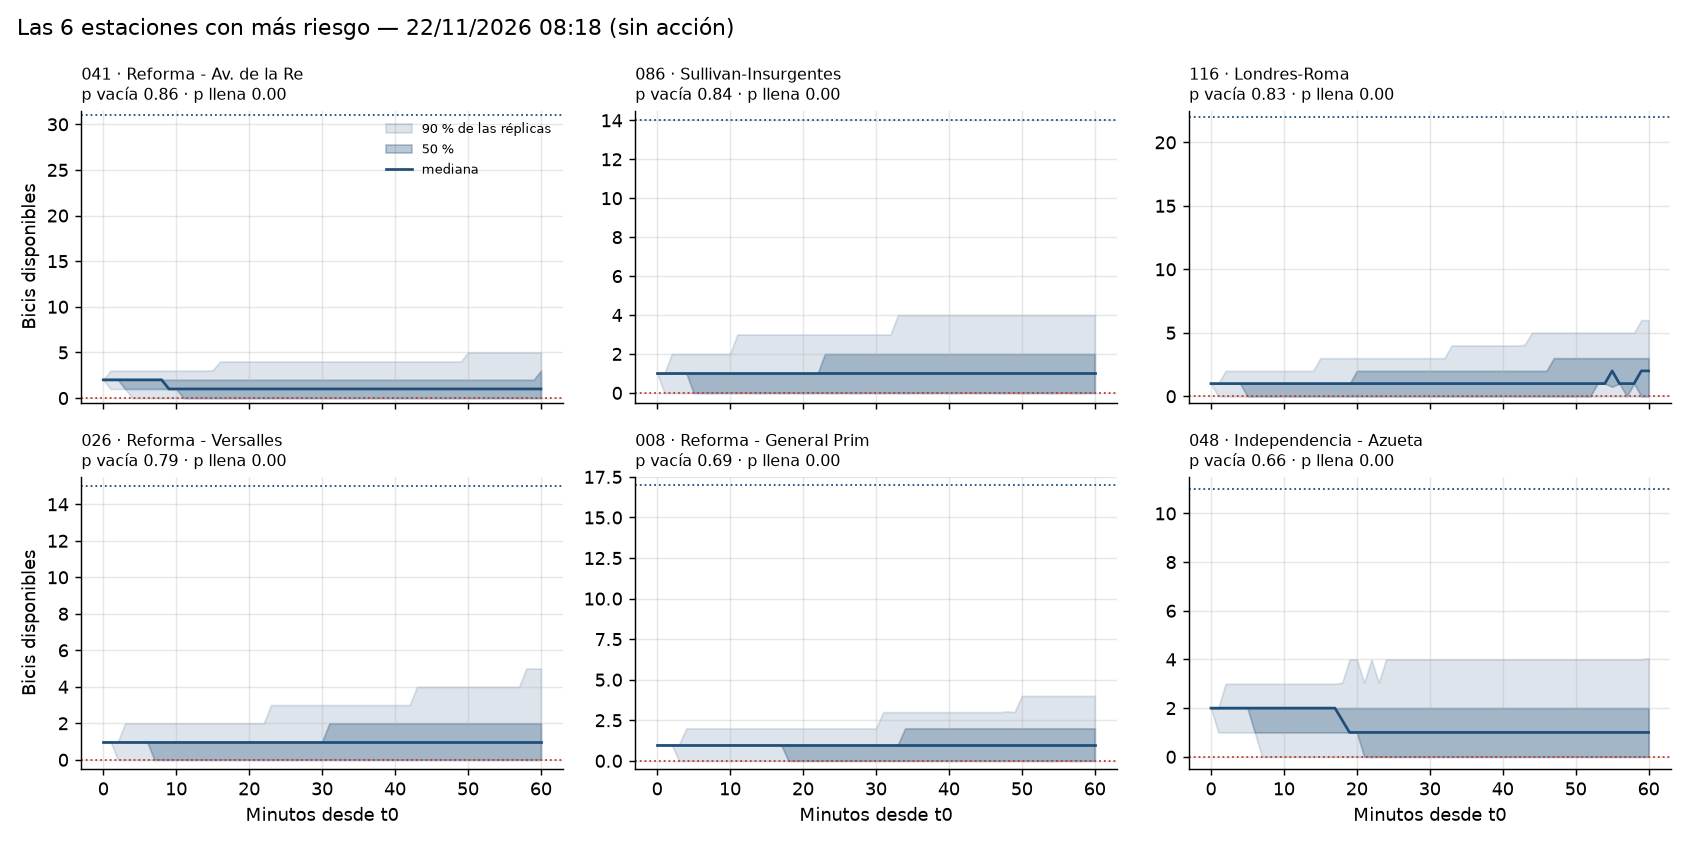 Las 6 estaciones con más riesgo — 22/11/2026 08:18 (sin acción)
041 · Reforma - Av. de la Re
p vacía 0.86 · p llena 0.00
30
25
20
15
10
5
0
Bicis disponibles
90 % de las réplicas
50 %
mediana
086 · Sullivan-Insurgentes
p vacía 0.84 · p llena 0.00
14
12
10
8
6
4
2
0
116 · Londres-Roma
p vacía 0.83 · p llena 0.00
20
15
10
5
0
026 · Reforma - Versalles
p vacía 0.79 · p llena 0.00
14
12
10
8
6
4
2
0
Bicis disponibles
0 10 20 30 40 50 60
Minutos desde t0
008 · Reforma - General Prim
p vacía 0.69 · p llena 0.00
17.5
15.0
12.5
10.0
7.5
5.0
2.5
0.0
0 10 20 30 40 50 60
Minutos desde t0
048 · Independencia - Azueta
p vacía 0.66 · p llena 0.00
10
8
6
4
2
0
0 10 20 30 40 50 60
Minutos desde t0